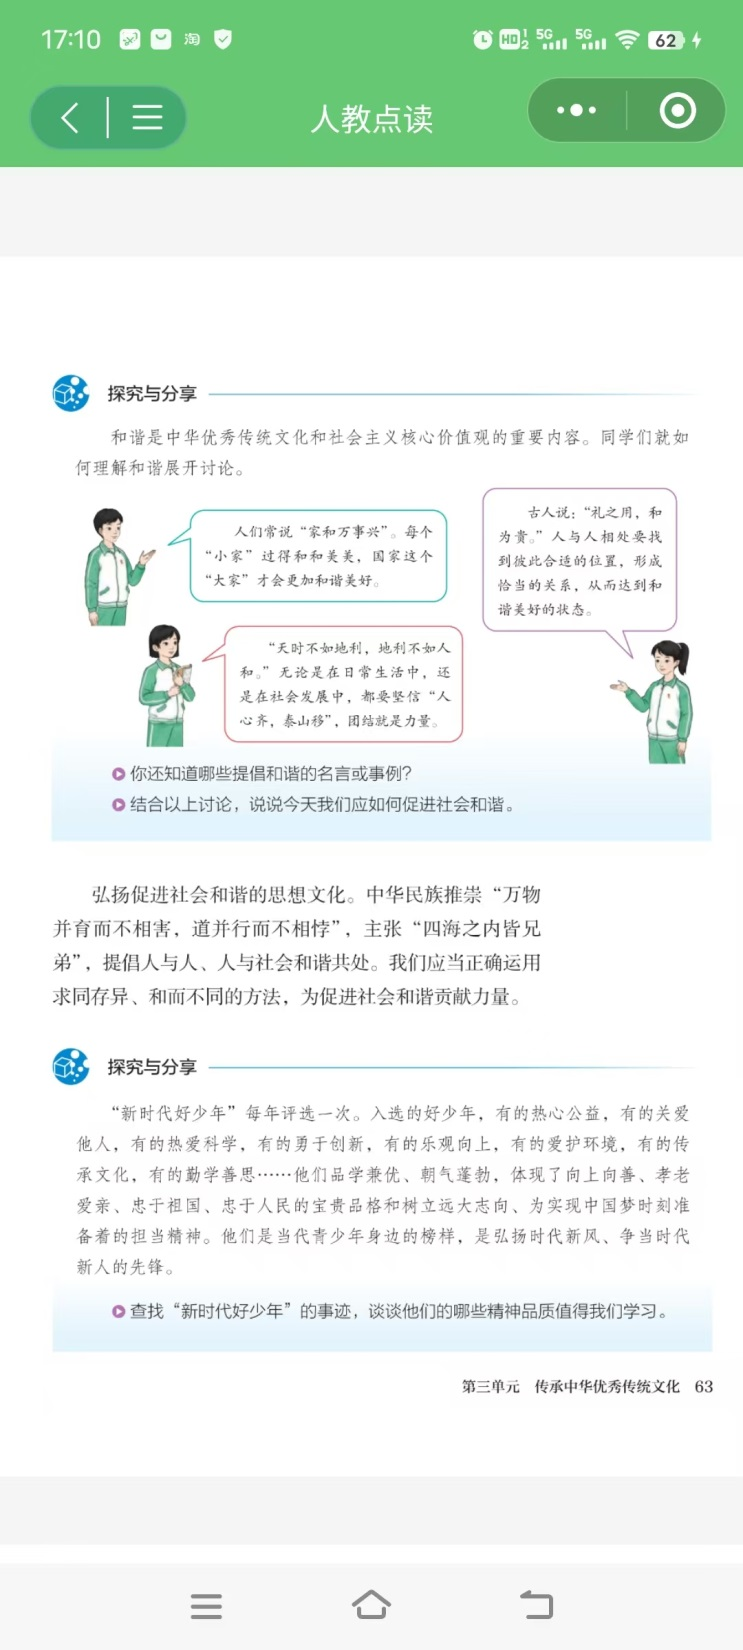 17:10
淘
HD 1 2
5G
5G
62
人教点读
探究与分享
和谐是中华优秀传统文化和社会主义核心价值观的重要内容。同学们就如
何理解和谐展开讨论。
人们常说“家和万事兴”。每个
“小家”过得和和美美，国家这个
“大家”才会更加和谐美好。
古人说：“礼之用，和
为贵。”人与人相处要找
到彼此合适的位置，形成
恰当的关系，从而达到和
谐美好的状态。
“天时不如地利，地利不如人
和。”无论是在日常生活中，还
是在社会发展中，都要坚信“人
心齐，泰山移”，团结就是力量。
你还知道哪些提倡和谐的名言或事例？
结合以上讨论，说说今天我们应如何促进社会和谐。
弘扬促进社会和谐的思想文化。中华民族推崇“万物
并育而不相害，道并行而不相悖”，主张“四海之内皆兄
弟”，提倡人与人、人与社会和谐共处。我们应当正确运用
求同存异、和而不同的方法，为促进社会和谐贡献力量。
探究与分享
“新时代好少年”每年评选一次。入选的好少年，有的热心公益，有的关爱
他人，有的热爱科学，有的勇于创新，有的乐观向上，有的爱护环境，有的传
承文化，有的勤学善思……他们品学兼优、朝气蓬勃，体现了向上向善、孝老
爱亲、忠于祖国、忠于人民的宝贵品格和树立远大志向、为实现中国梦时刻准
备着的担当精神。他们是当代青少年身边的榜样，是弘扬时代新风、争当时代
新人的先锋。
查找“新时代好少年”的事迹，谈谈他们的哪些精神品质值得我们学习。
第三单元 传承中华优秀传统文化 63